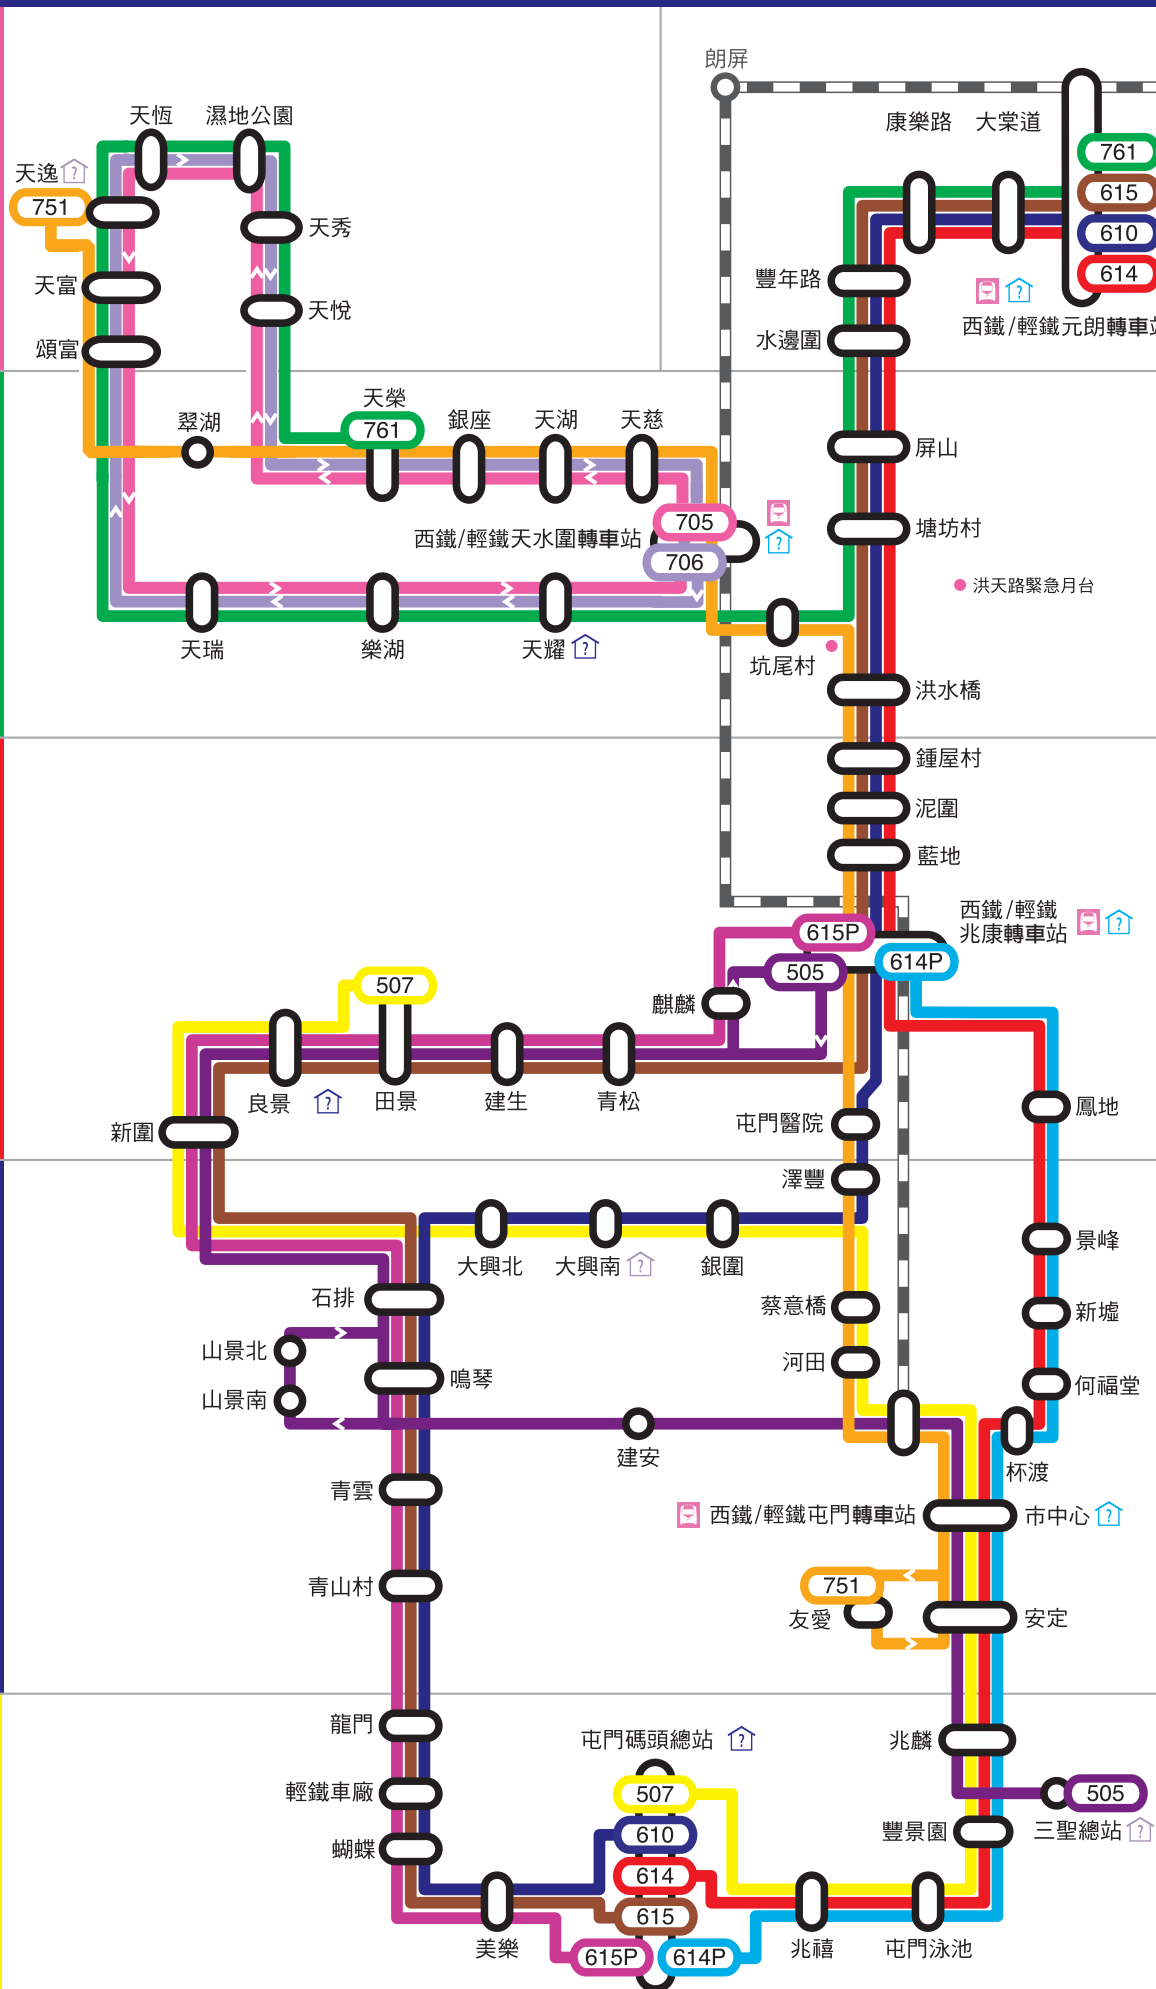 朗屏
天恆
濕地公園
康樂路
大棠道
761
615
610
614
天逸
?
751
天秀
天富
天悅
頌富
豐年路
?
西鐵/輕鐵元朗轉車站
水邊圍
天榮
761
翠湖
銀座
天湖
天慈
屏山
705
西鐵/輕鐵天水圍轉車站
706
?
塘坊村
洪天路緊急月台
天瑞
樂湖
天耀
?
坑尾村
洪水橋
鍾屋村
泥圍
藍地
西鐵/輕鐵
兆康轉車站
?
615P
614P
505
507
麒麟
良景
?
田景
建生
青松
鳳地
新圍
屯門醫院
澤豐
大興北
大興南
?
銀圍
景峰
石排
蔡意橋
新墟
山景北
河田
鳴琴
山景南
何福堂
建安
杯渡
青雲
西鐵/輕鐵屯門轉車站
市中心
?
青山村
751
友愛
安定
龍門
屯門碼頭總站
?
兆麟
輕鐵車廠
507
505
610
豐景園
三聖總站
?
蝴蝶
614
615
美樂
615P
614P
兆禧
屯門泳池